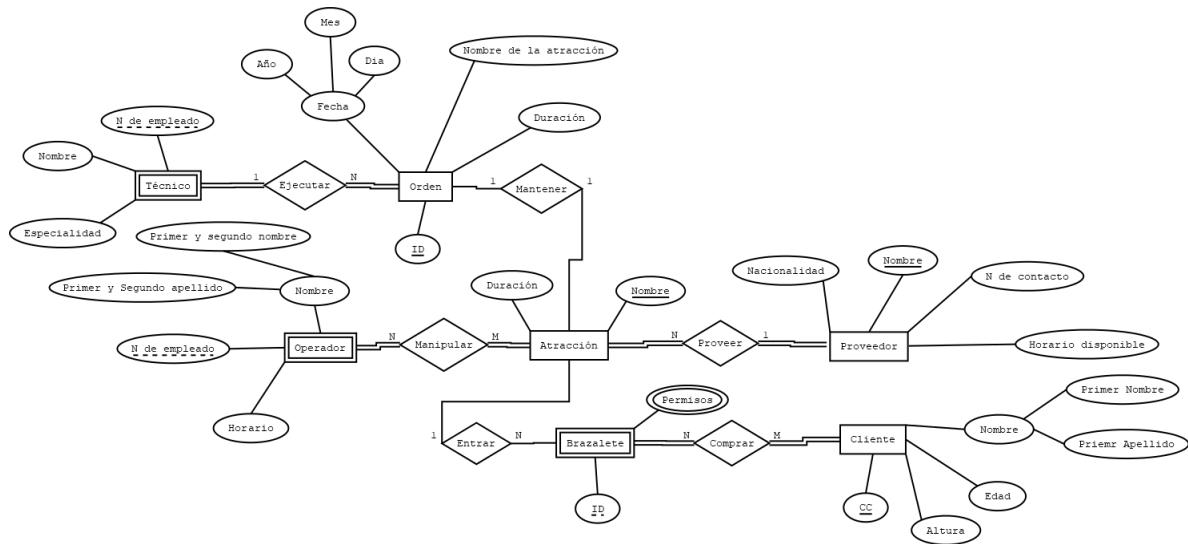 Mes
Nombre de la atracción
Año
Dia
Fecha
Duración
N de empleado
Nombre
Técnico
1
Ejecutar
N
Orden
1
Mantener
1
Especialidad
Primer y segundo nombre
ID
Nacionalidad
Nombre
N de contacto
Primer y Segundo apellido
Nombre
Duración
Nombre
N de empleado
Operador
N
Manipular
M
Atracción
N
Proveer
1
Proveedor
Horario disponible
Horario
Permisos
Primer Nombre
1
Entrar
N
Brazalete
N
Comprar
M
Cliente
Nombre
Priemr Apellido
ID
CC
Edad
Altura